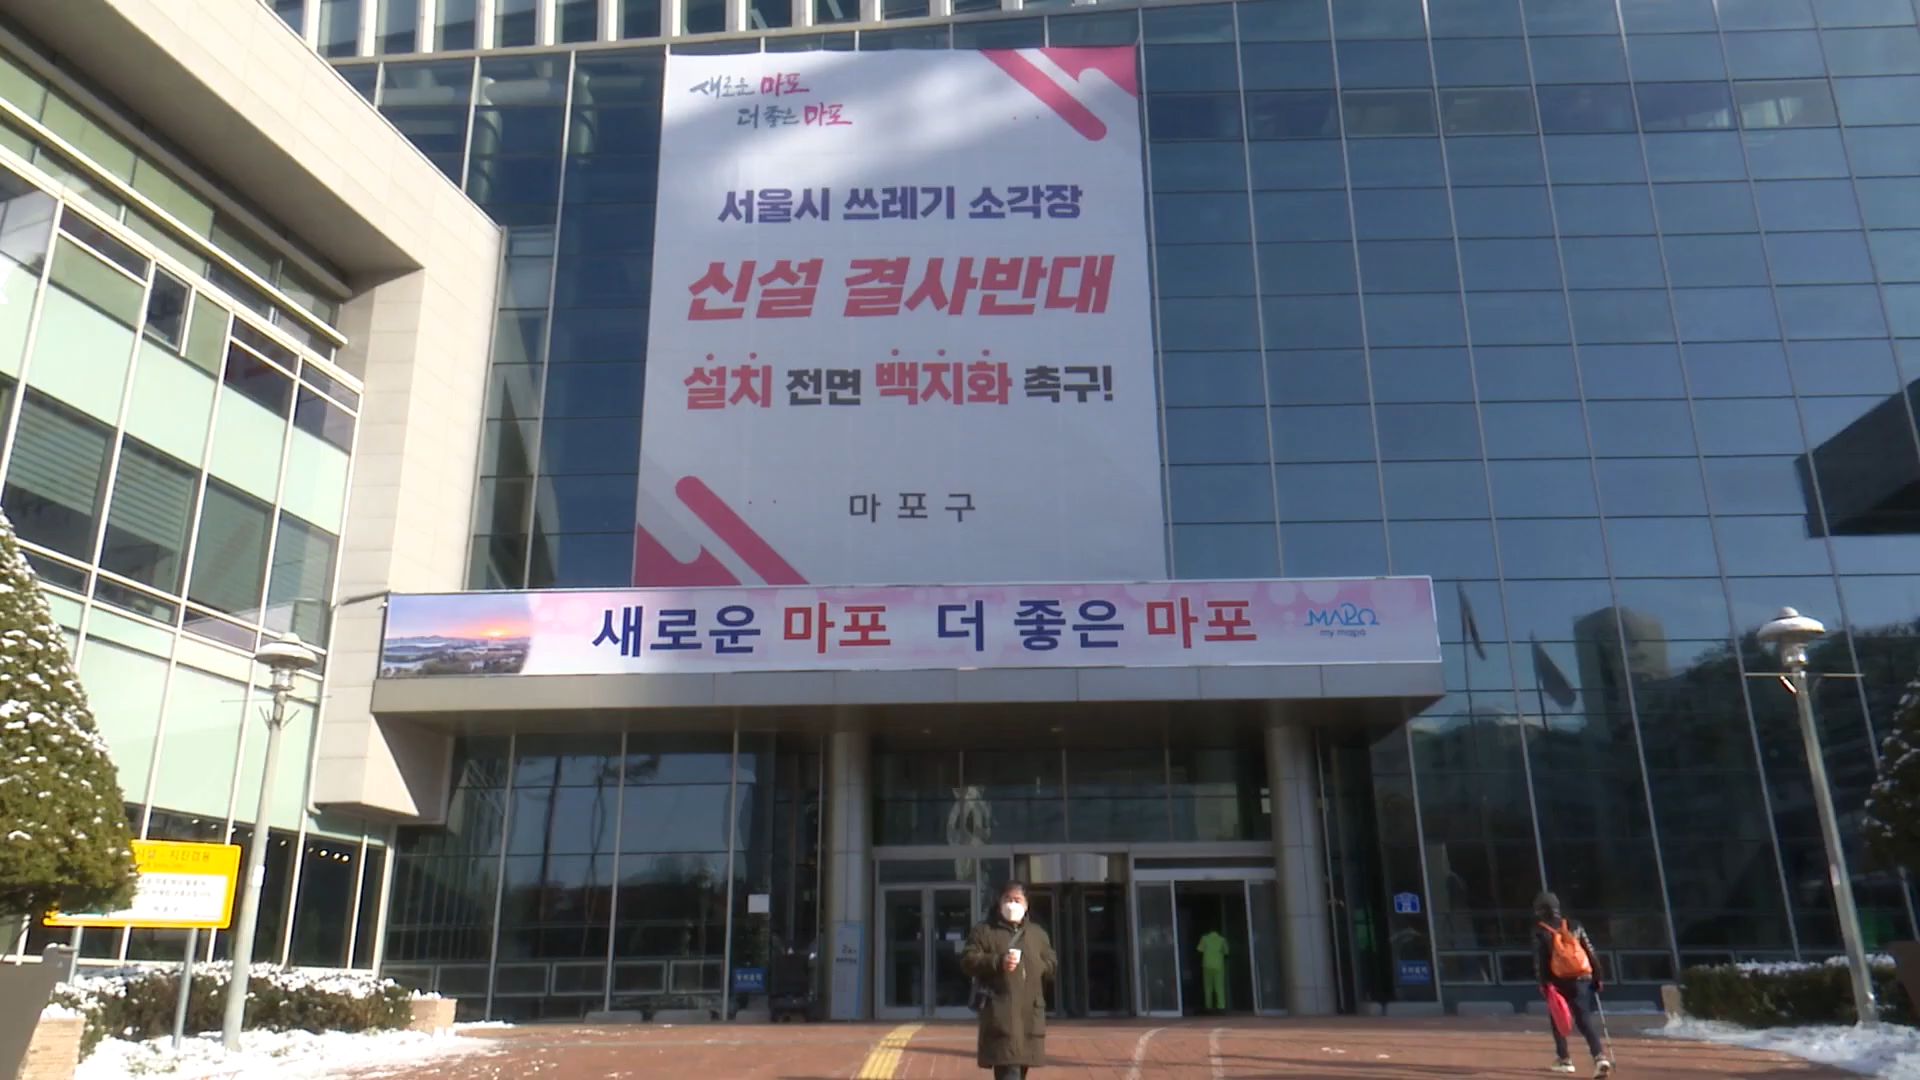 새로운 마포
더 좋은 마포
서울시 쓰레기 소각장
신설 결사반대
설치 전면 백지화 촉구!
마포구
새로운 마포 더 좋은 마포
MAPO
my mapo